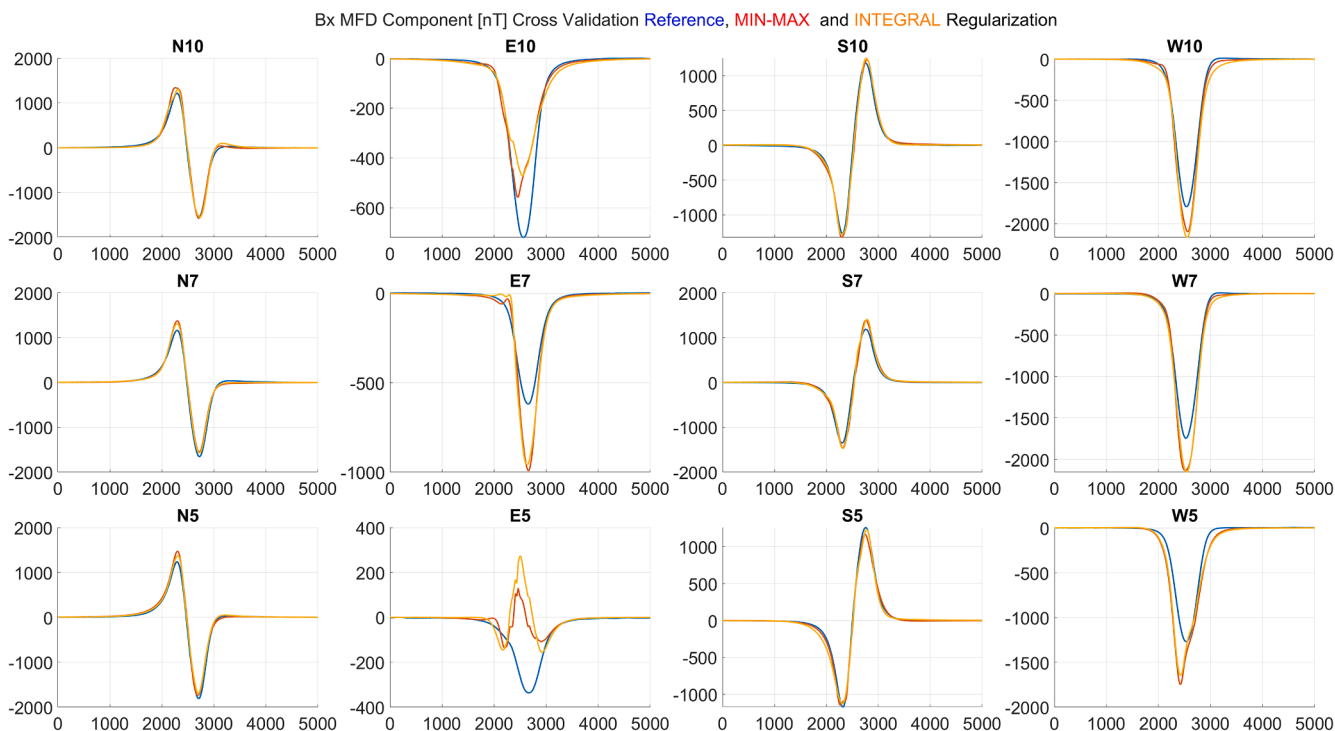 Bx MFD Component [nT] Cross Validation Reference, MIN-MAX and INTEGRAL Regularization
N10 E10 S10 W10
2000 0 1000 0
1000 -200 500 -500
0 -400 0 -1000
-1000 -600 -500 -1500
-2000 -1000 -2000
0 1000 2000 3000 4000 5000 0 1000 2000 3000 4000 5000 0 1000 2000 3000 4000 5000 0 1000 2000 3000 4000 5000
N7 E7 S7 W7
2000 0 2000 0
1000 -500 1000 -500
0 -1000 0 -1000
-1000 -1000 -1500
-2000 -2000 -2000
0 1000 2000 3000 4000 5000 0 1000 2000 3000 4000 5000 0 1000 2000 3000 4000 5000 0 1000 2000 3000 4000 5000
N5 E5 S5 W5
2000 400 1000 0
1000 200 500 -500
0 0 0 -1000
-1000 -200 -500 -1500
-2000 -400 -1000 -2000
0 1000 2000 3000 4000 5000 0 1000 2000 3000 4000 5000 0 1000 2000 3000 4000 5000 0 1000 2000 3000 4000 5000